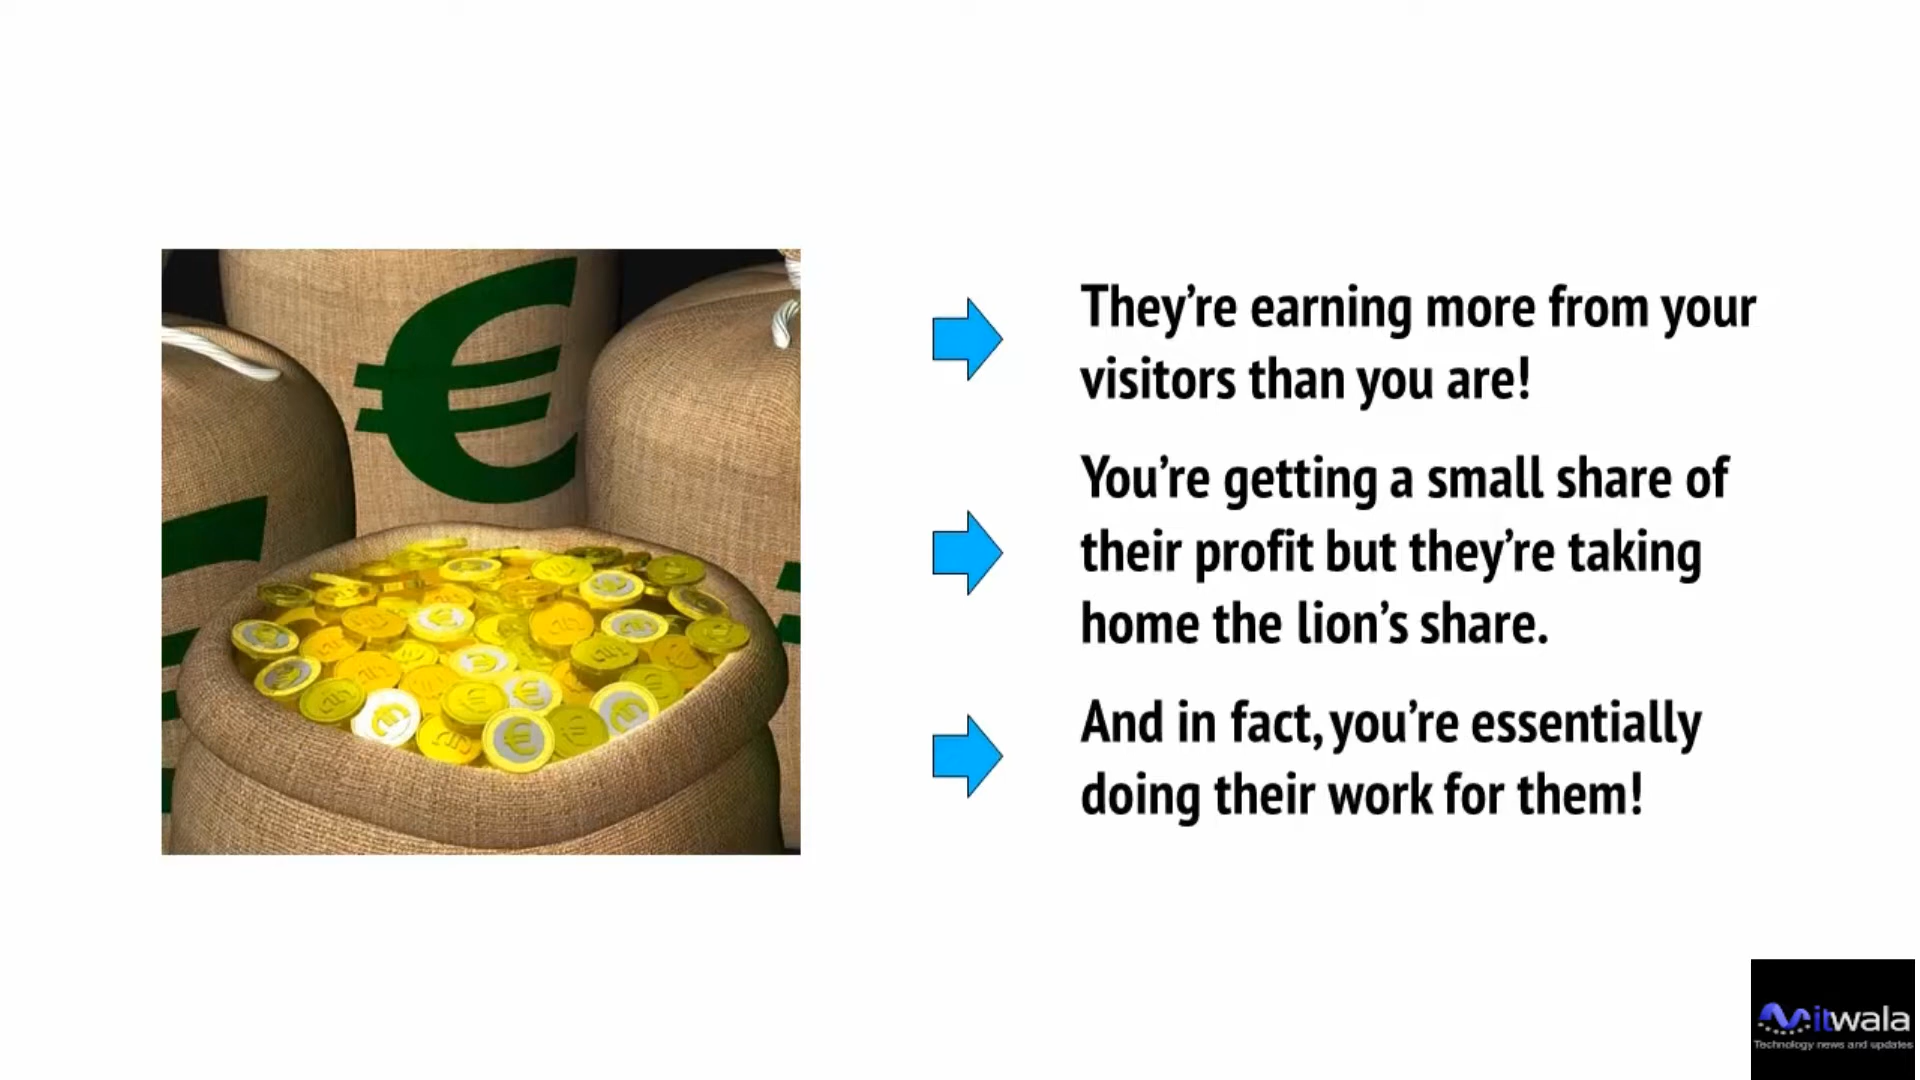 They're earning more from your
visitors than you are!
You're getting a small share of
their profit but they're taking
home the lion's share.
And in fact, you're essentially
doing their work for them!
€
itwala
Technology news and updates